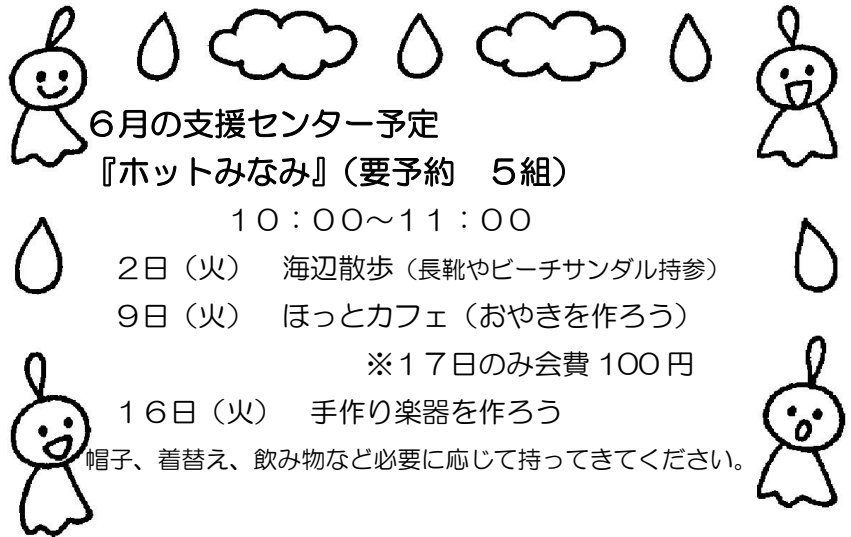 ６月の支援センター予定
『ホットみなみ』（要予約　５組）
１０：００～１１：００
２日（火）　海辺散歩（長靴やビーチサンダル持参）
９日（火）　ほっとカフェ（おやきを作ろう）
※１７日のみ会費 100 円
１６日（火）　手作り楽器を作ろう
帽子、着替え、飲み物など必要に応じて持ってきてください。